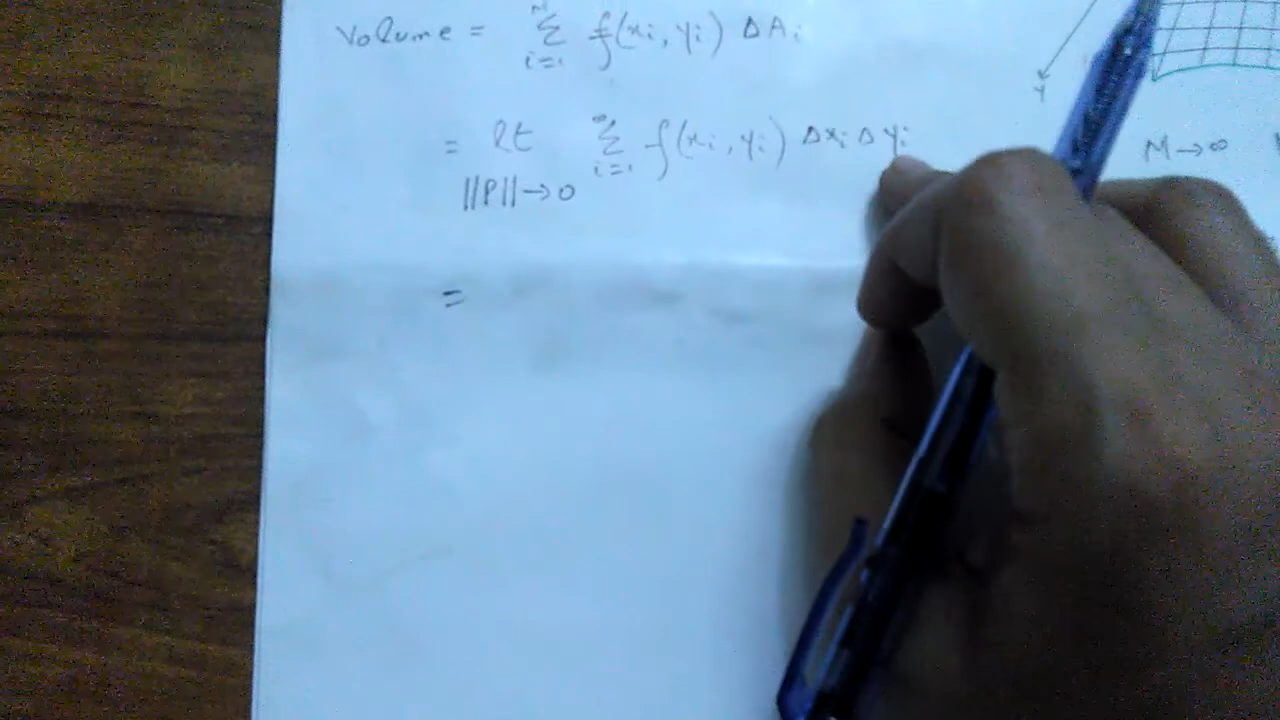 Volume = n Σ i=1 f(xi, yi) ΔAi
= lt ∞ Σ i=1 f(xi, yi) Δxi Δyi
||P||→0
M→∞
Y
=